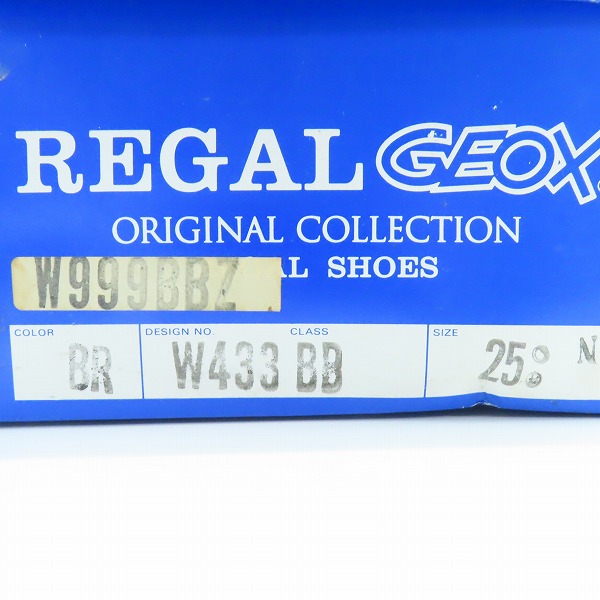 REGAL GEOX
ORIGINAL COLLECTION
W999BBZ AL SHOES
COLOR DESIGN NO. CLASS SIZE
BR W433 BB 25 N